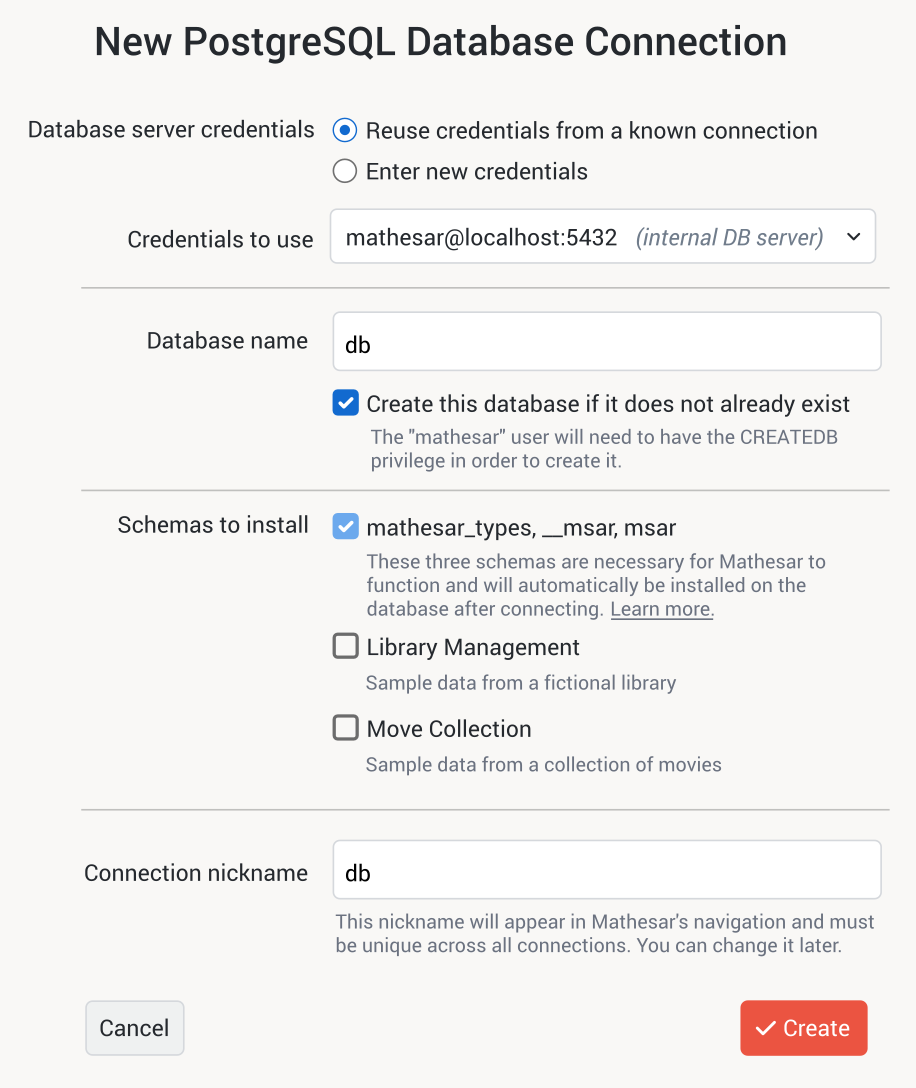 New PostgreSQL Database Connection
Database server credentials
Reuse credentials from a known connection
Enter new credentials
Credentials to use
mathesar@localhost:5432 (internal DB server)
Database name
db
Create this database if it does not already exist
The "mathesar" user will need to have the CREATEDB
privilege in order to create it.
Schemas to install
mathesar_types, __msar, msar
These three schemas are necessary for Mathesar to
function and will automatically be installed on the
database after connecting. Learn more.
Library Management
Sample data from a fictional library
Move Collection
Sample data from a collection of movies
Connection nickname
db
This nickname will appear in Mathesar's navigation and must
be unique across all connections. You can change it later.
Cancel
Create